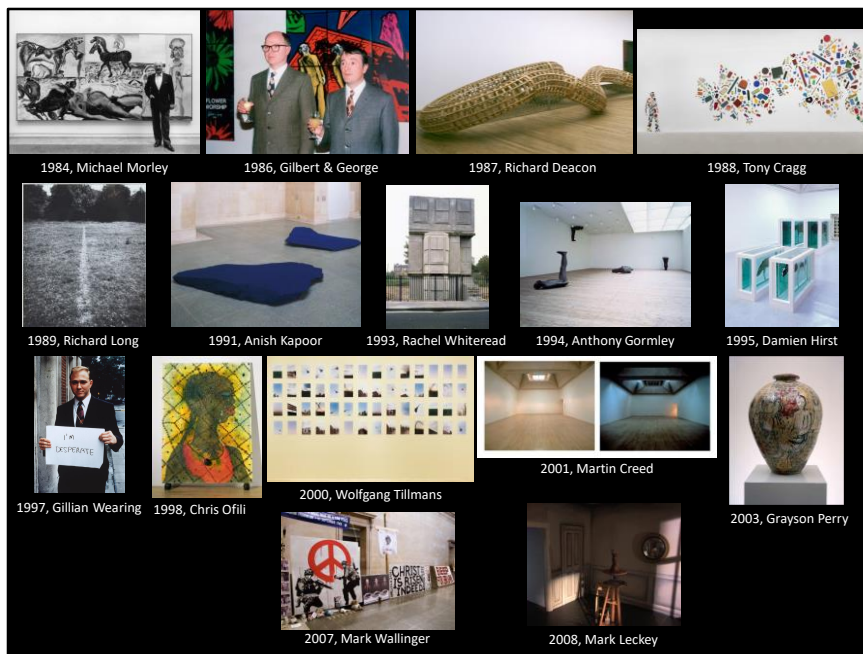 1984, Michael Morley
1986, Gilbert & George
1987, Richard Deacon
1988, Tony Cragg
1989, Richard Long
1991, Anish Kapoor
1993, Rachel Whiteread
1994, Anthony Gormley
1995, Damien Hirst
FLOWER
WORSHIP
I'M
DESPERATE
1997, Gillian Wearing
1998, Chris Ofili
2000, Wolfgang Tillmans
2001, Martin Creed
2003, Grayson Perry
CHRIST
IS RISEN
INDEED!
2007, Mark Wallinger
2008, Mark Leckey